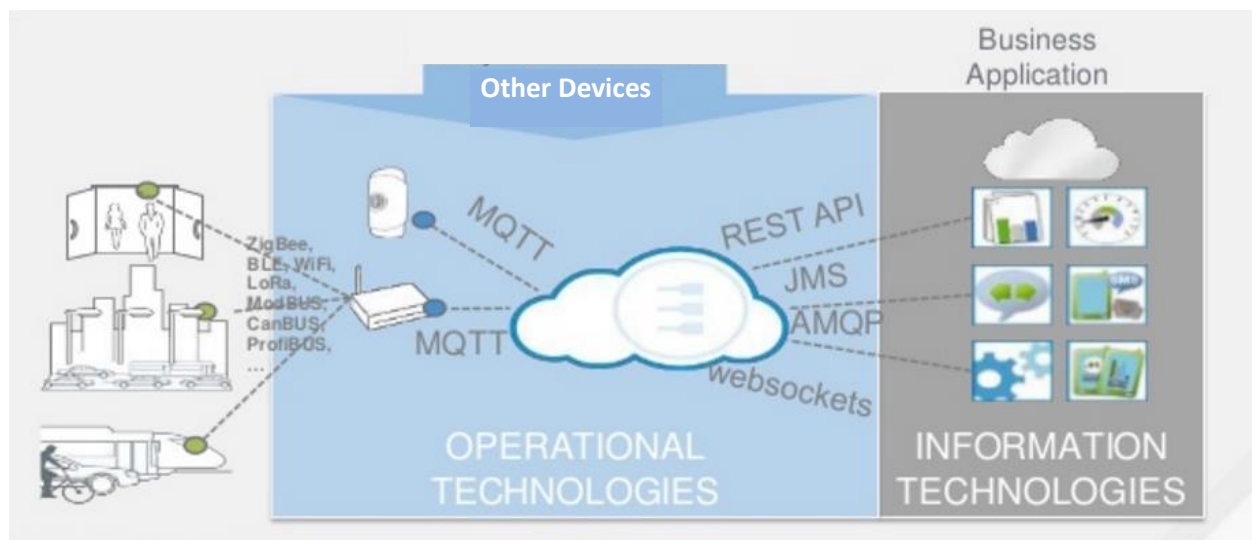 Business
Application
Other Devices
MQTT
REST API
ZigBee,
BLE, WiFi,
LoRa,
ModBUS,
CanBUS,
ProfiBUS,
...
JMS
AMQP
MQTT
websockets
OPERATIONAL
TECHNOLOGIES
INFORMATION
TECHNOLOGIES